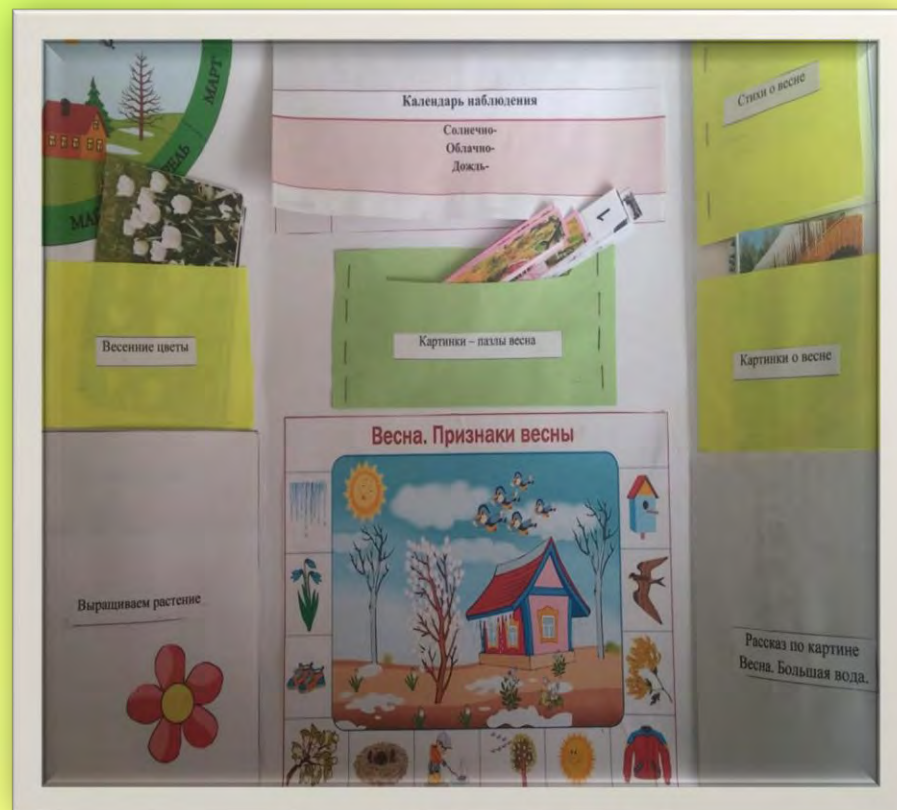 МАРТ
Календарь наблюдения
Солнечно-
Облачно-
Дождь-
Стихи о весне
1
Весенние цветы
Картинки – пазлы весна
Картинки о весне
Весна. Признаки весны
Выращиваем растение
Рассказ по картине
Весна. Большая вода.